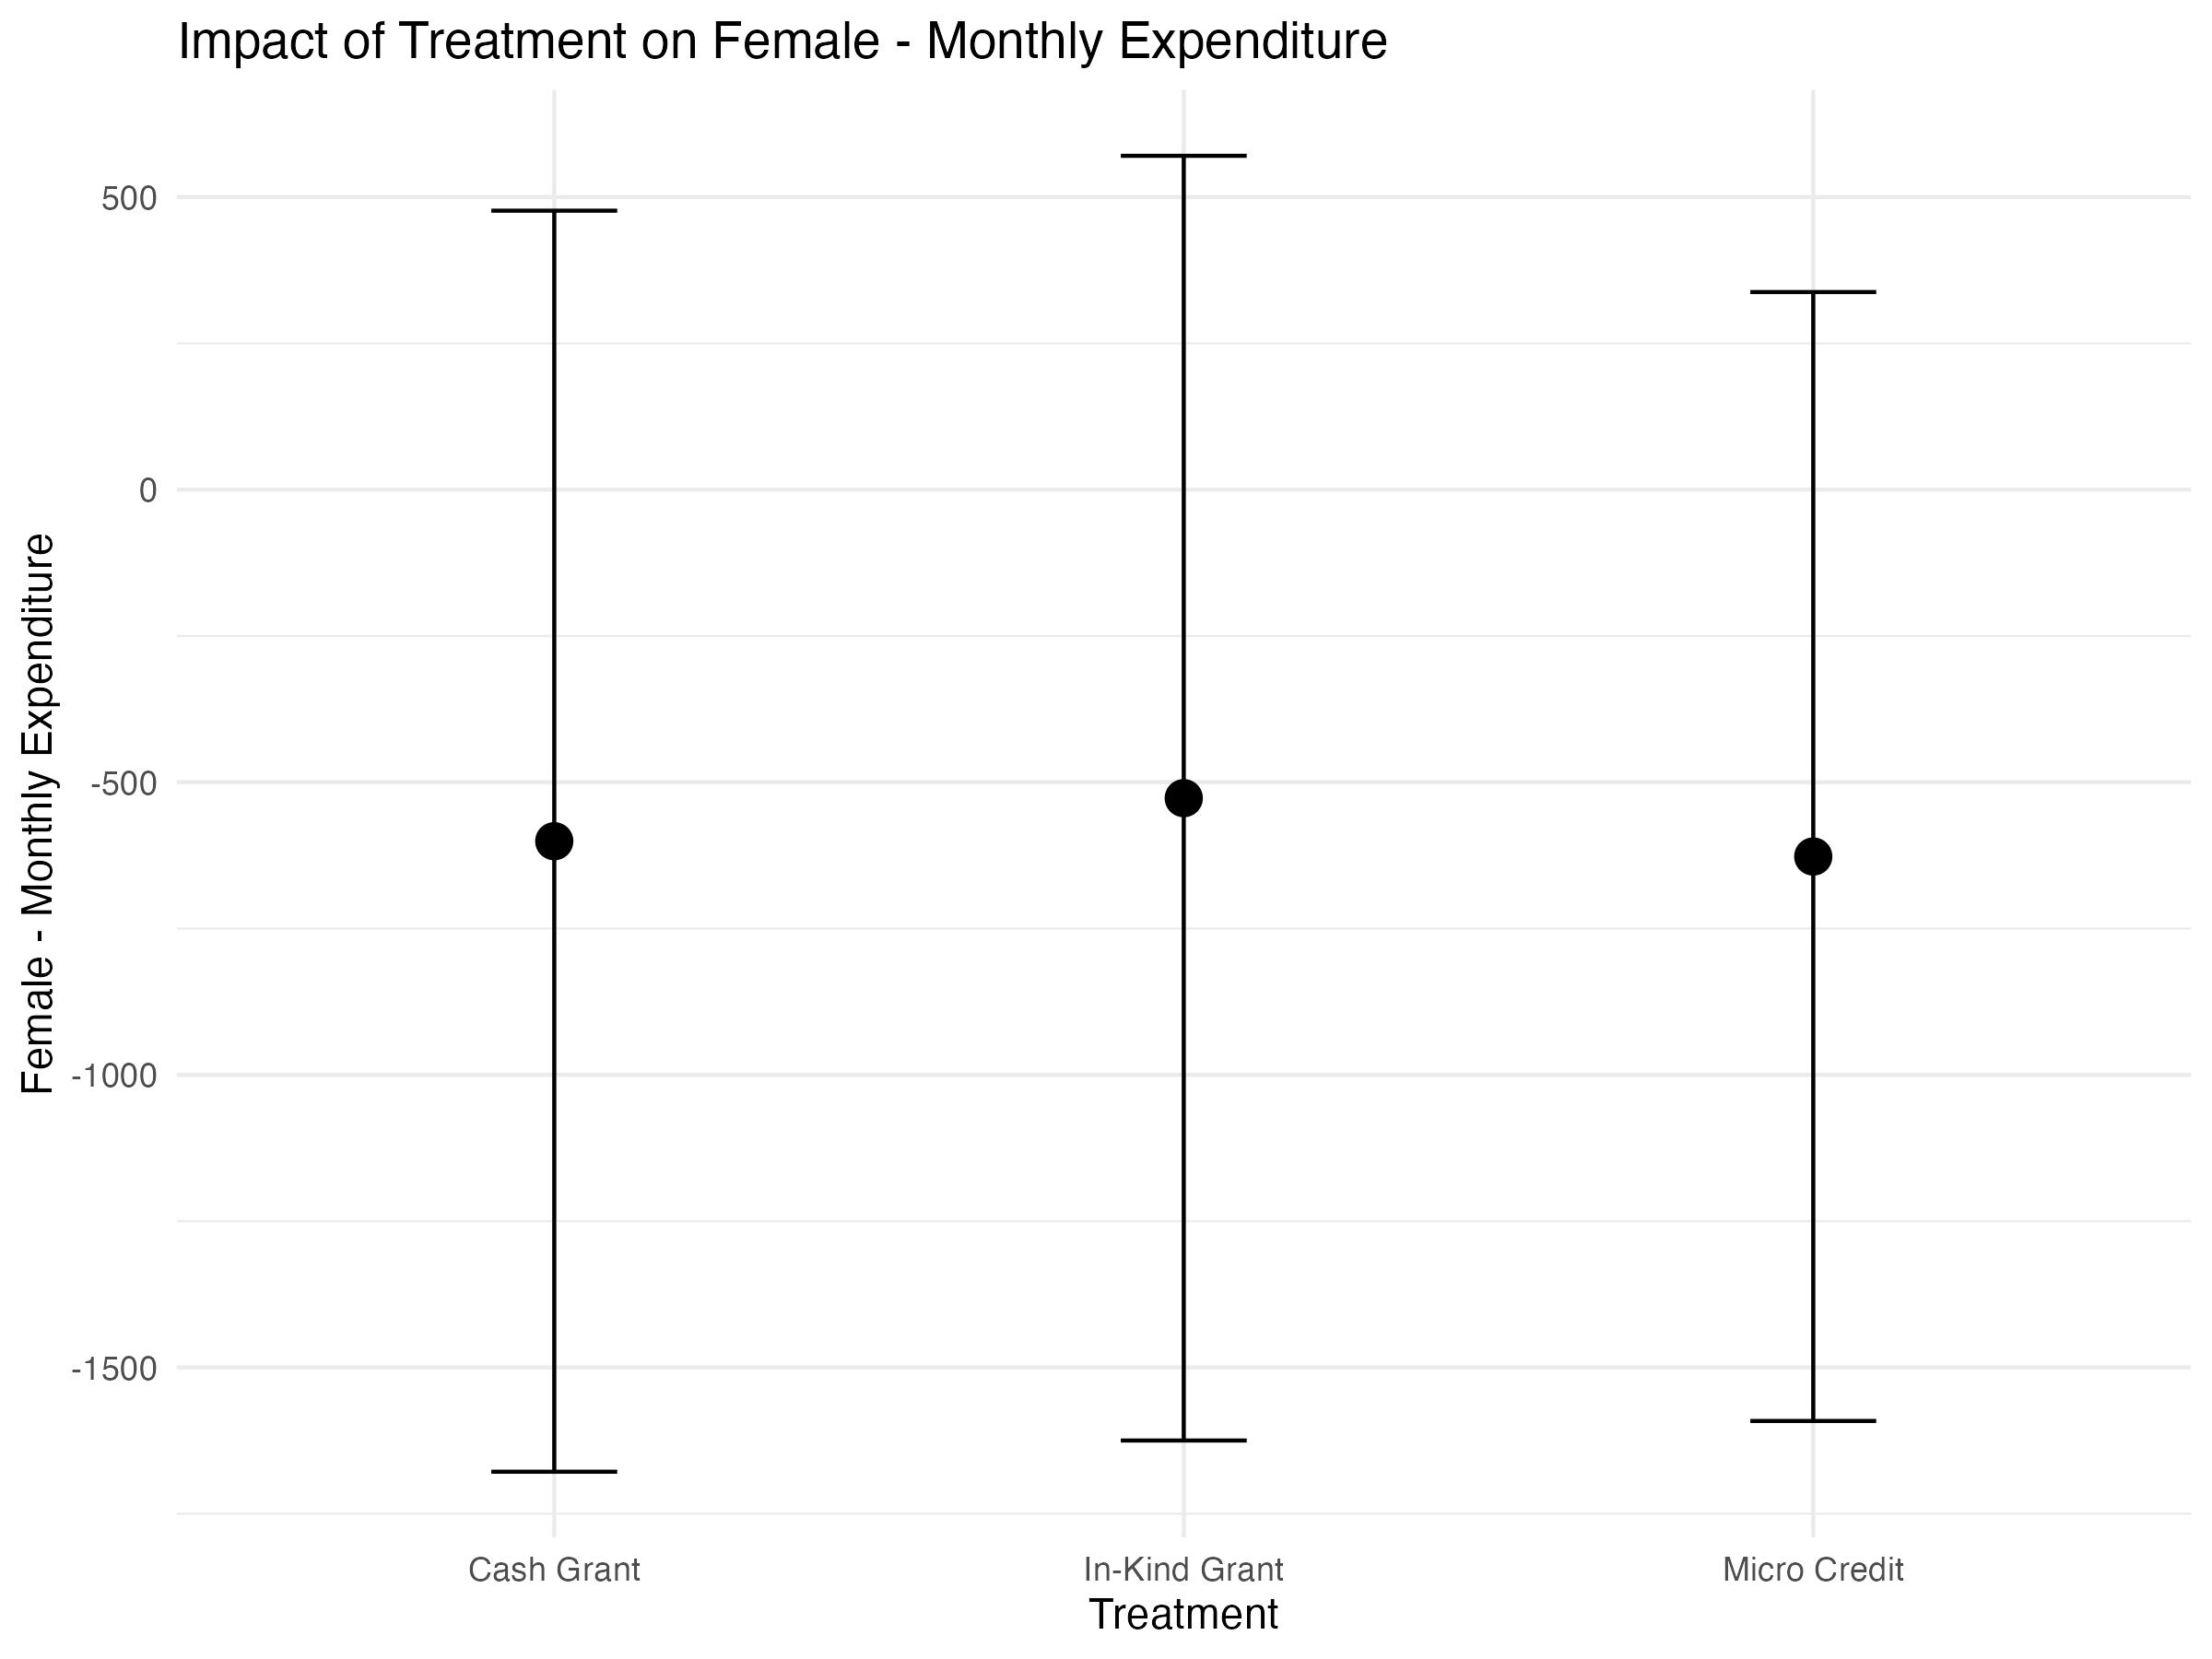 Impact of Treatment on Female - Monthly Expenditure
Female - Monthly Expenditure
500
0
-500
-1000
-1500
Cash Grant
In-Kind Grant
Micro Credit
Treatment